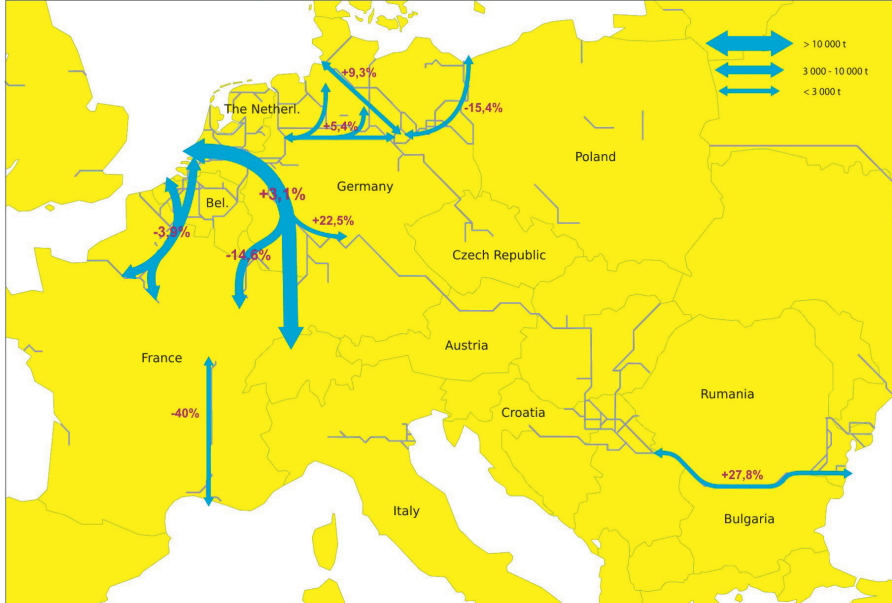 > 10 000 t
3 000 - 10 000 t
< 3 000 t
+9,3%
The Netherl.
-15,4%
+5,4%
Poland
Germany
+3,1%
Bel.
+22,5%
-3,9%
-14,6%
Czech Republic
Austria
France
Rumania
-40%
Croatia
+27,8%
Italy
Bulgaria